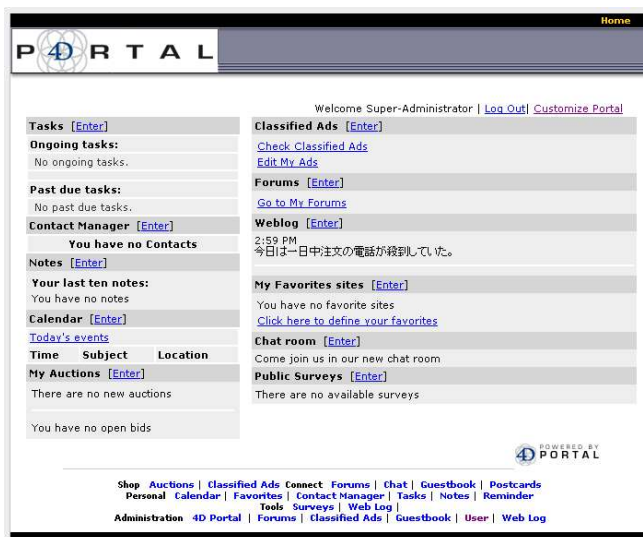 Home
P 4D R T A L
Welcome Super-Administrator | Log Out| Customize Portal
Tasks [Enter]
Ongoing tasks:
No ongoing tasks.
Past due tasks:
No past due tasks.
Contact Manager [Enter]
You have no Contacts
Notes [Enter]
Your last ten notes:
You have no notes
Calendar [Enter]
Today's events
Time Subject Location
My Auctions [Enter]
There are no new auctions
You have no open bids
Classified Ads [Enter]
Check Classified Ads
Edit My Ads
Forums [Enter]
Go to My Forums
Weblog [Enter]
2:59 PM
今日は一日中注文の電話が殺到していた。
My Favorites sites [Enter]
You have no favorite sites
Click here to define your favorites
Chat room [Enter]
Come join us in our new chat room
Public Surveys [Enter]
There are no available surveys
4D POWERED BY
PORTAL
Shop Auctions | Classified Ads Connect Forums | Chat | Guestbook | Postcards
Personal Calendar | Favorites | Contact Manager | Tasks | Notes | Reminder
Tools Surveys | Web Log |
Administration 4D Portal | Forums | Classified Ads | Guestbook | User | Web Log